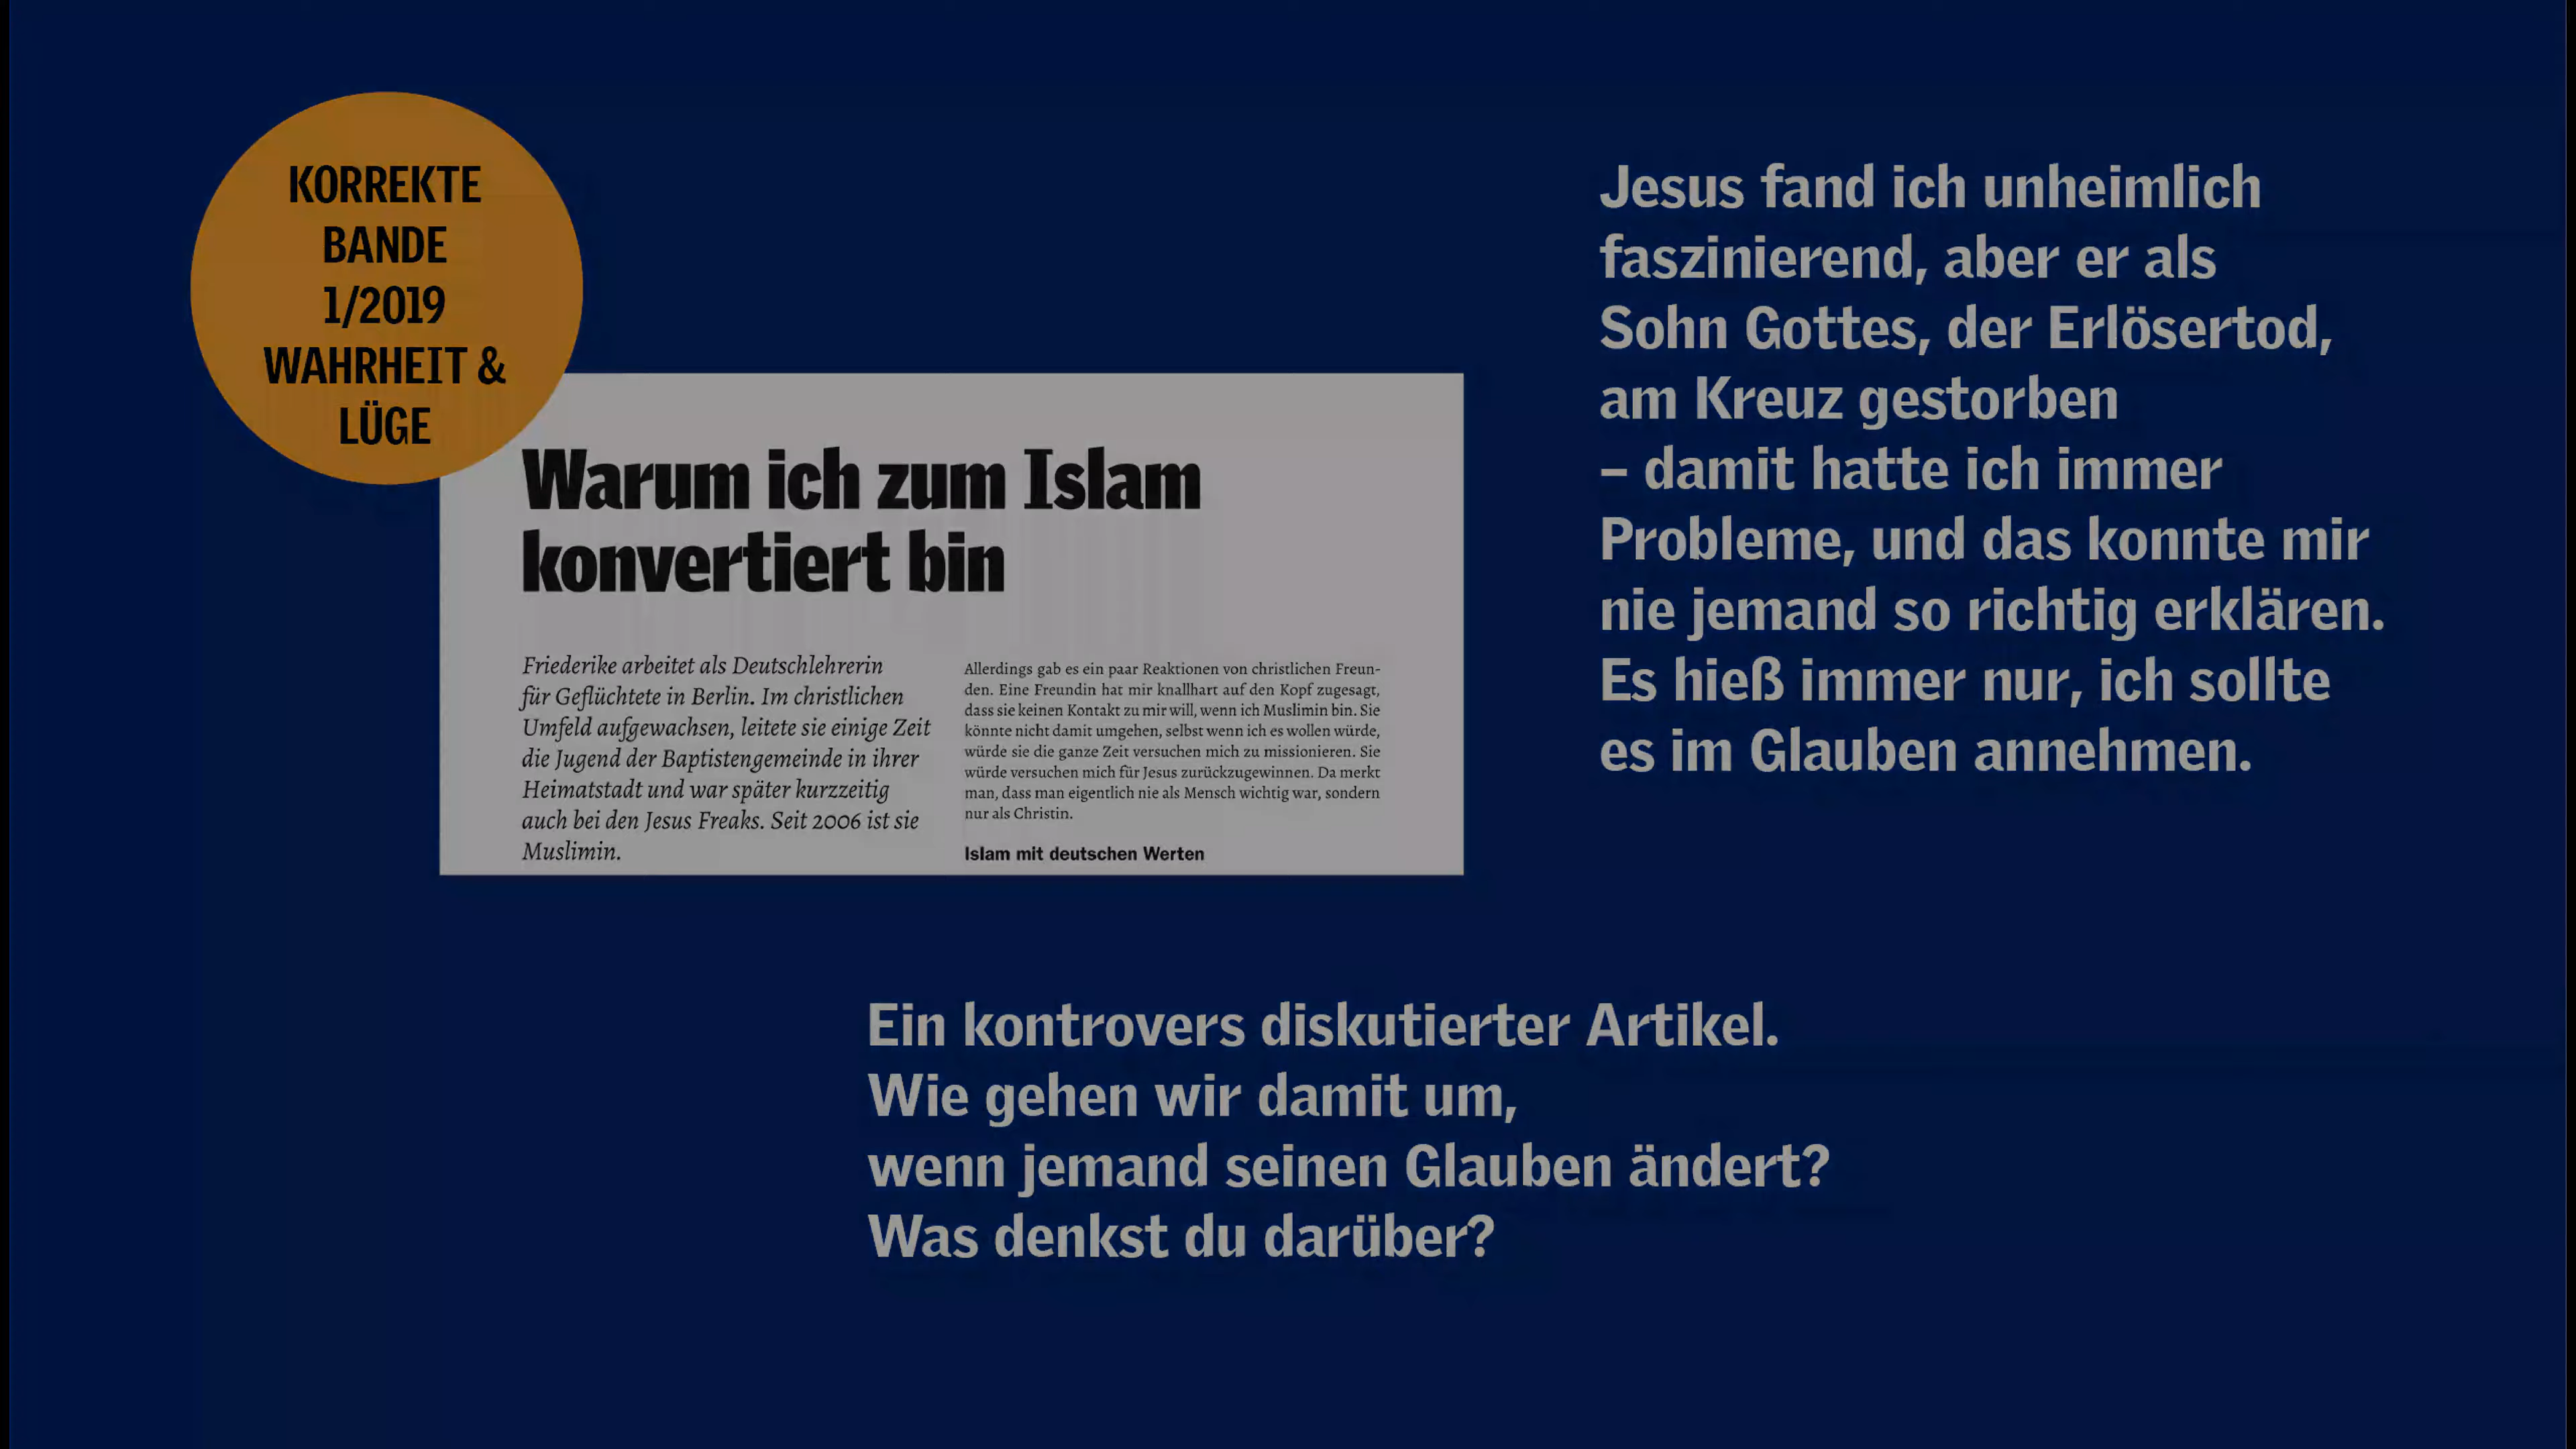 KORREKTE
BANDE
1/2019
WAHRHEIT &
LÜGE
Warum ich zum Islam
konvertiert bin
Friederike arbeitet als Deutschlehrerin
für Geflüchtete in Berlin. Im christlichen
Umfeld aufgewachsen, leitete sie einige Zeit
die Jugend der Baptistengemeinde in ihrer
Heimatstadt und war später kurzzeitig
auch bei den Jesus Freaks. Seit 2006 ist sie
Muslimin.
Allerdings gab es ein paar Reaktionen von christlichen Freun-
den. Eine Freundin hat mir knallhart auf den Kopf zugesagt,
dass sie keinen Kontakt zu mir will, wenn ich Muslimin bin. Sie
könnte nicht damit umgehen, selbst wenn ich es wollen würde,
würde sie die ganze Zeit versuchen mich zu missionieren. Sie
würde versuchen mich für Jesus zurückzugewinnen. Da merkt
man, dass man eigentlich nie als Mensch wichtig war, sondern
nur als Christin.
Islam mit deutschen Werten
Jesus fand ich unheimlich
faszinierend, aber er als
Sohn Gottes, der Erlösertod,
am Kreuz gestorben
– damit hatte ich immer
Probleme, und das konnte mir
nie jemand so richtig erklären.
Es hieß immer nur, ich sollte
es im Glauben annehmen.
Ein kontrovers diskutierter Artikel.
Wie gehen wir damit um,
wenn jemand seinen Glauben ändert?
Was denkst du darüber?